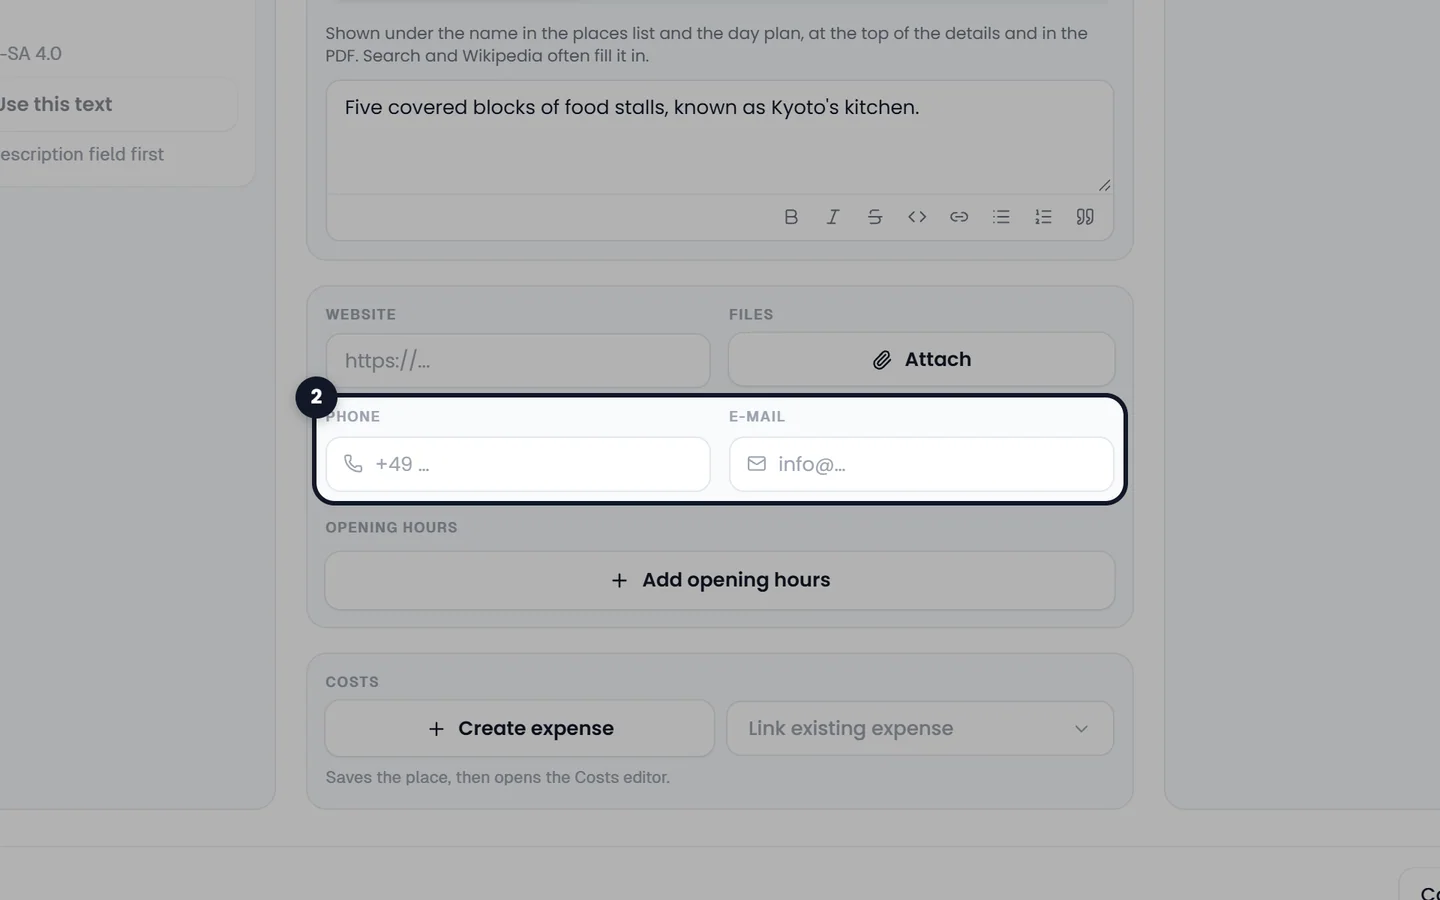 -SA 4.0
Use this text
escription field first
Shown under the name in the places list and the day plan, at the top of the details and in the
PDF. Search and Wikipedia often fill it in.
Five covered blocks of food stalls, known as Kyoto's kitchen.
WEBSITE
FILES
https://...
Attach
2
PHONE
E-MAIL
+49 ...
info@...
OPENING HOURS
Add opening hours
COSTS
Create expense
Link existing expense
Saves the place, then opens the Costs editor.